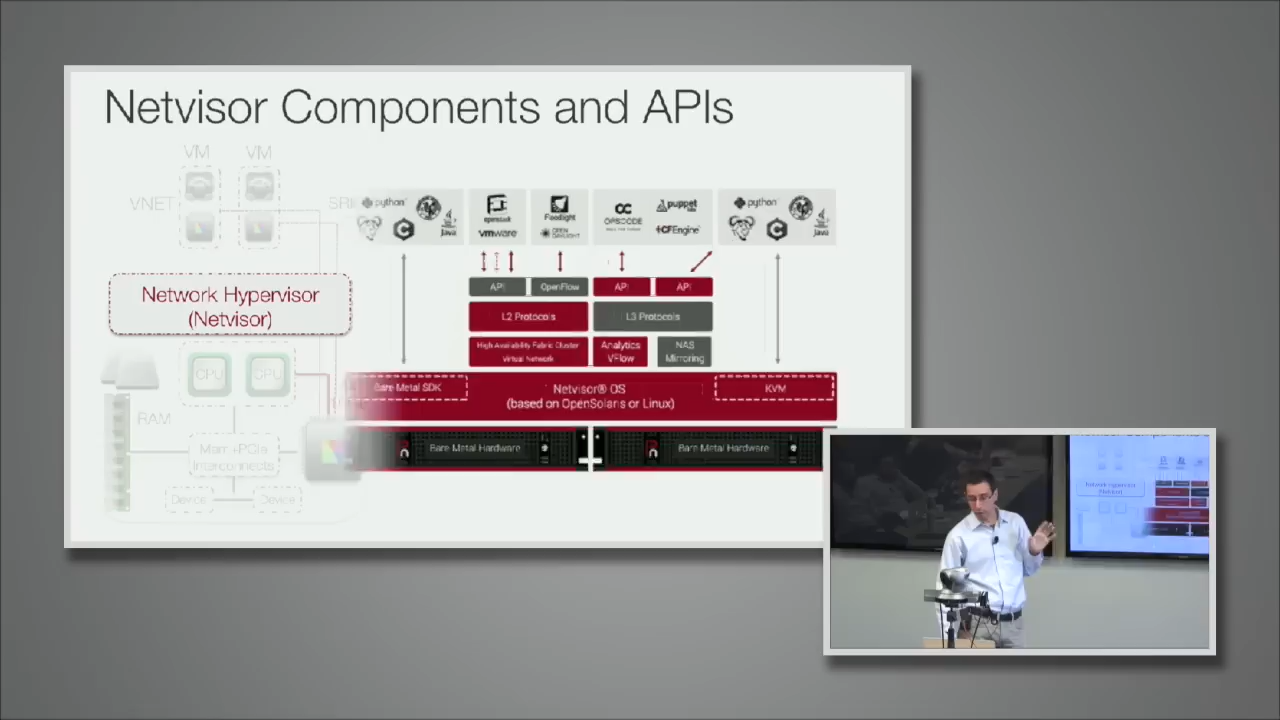 Netvisor Components and APIs
VM VM
VNET
python
Java
openstack
vmware
Floodlight
OPEN DAYLIGHT
OPSCODE
puppet labs
CFEngine
python
Java
API
OpenFlow
API
API
Network Hypervisor
(Netvisor)
L2 Protocols
L3 Protocols
High Availability Fabric Cluster
Virtual Network
Analytics
VFlow
NAS
Mirroring
CPU
CPU
Bare Metal SDK
Netvisor® OS
(based on OpenSolaris or Linux)
KVM
RAM
Mem+PCIe
Interconnects
Bare Metal Hardware
Bare Metal Hardware
Device
Device